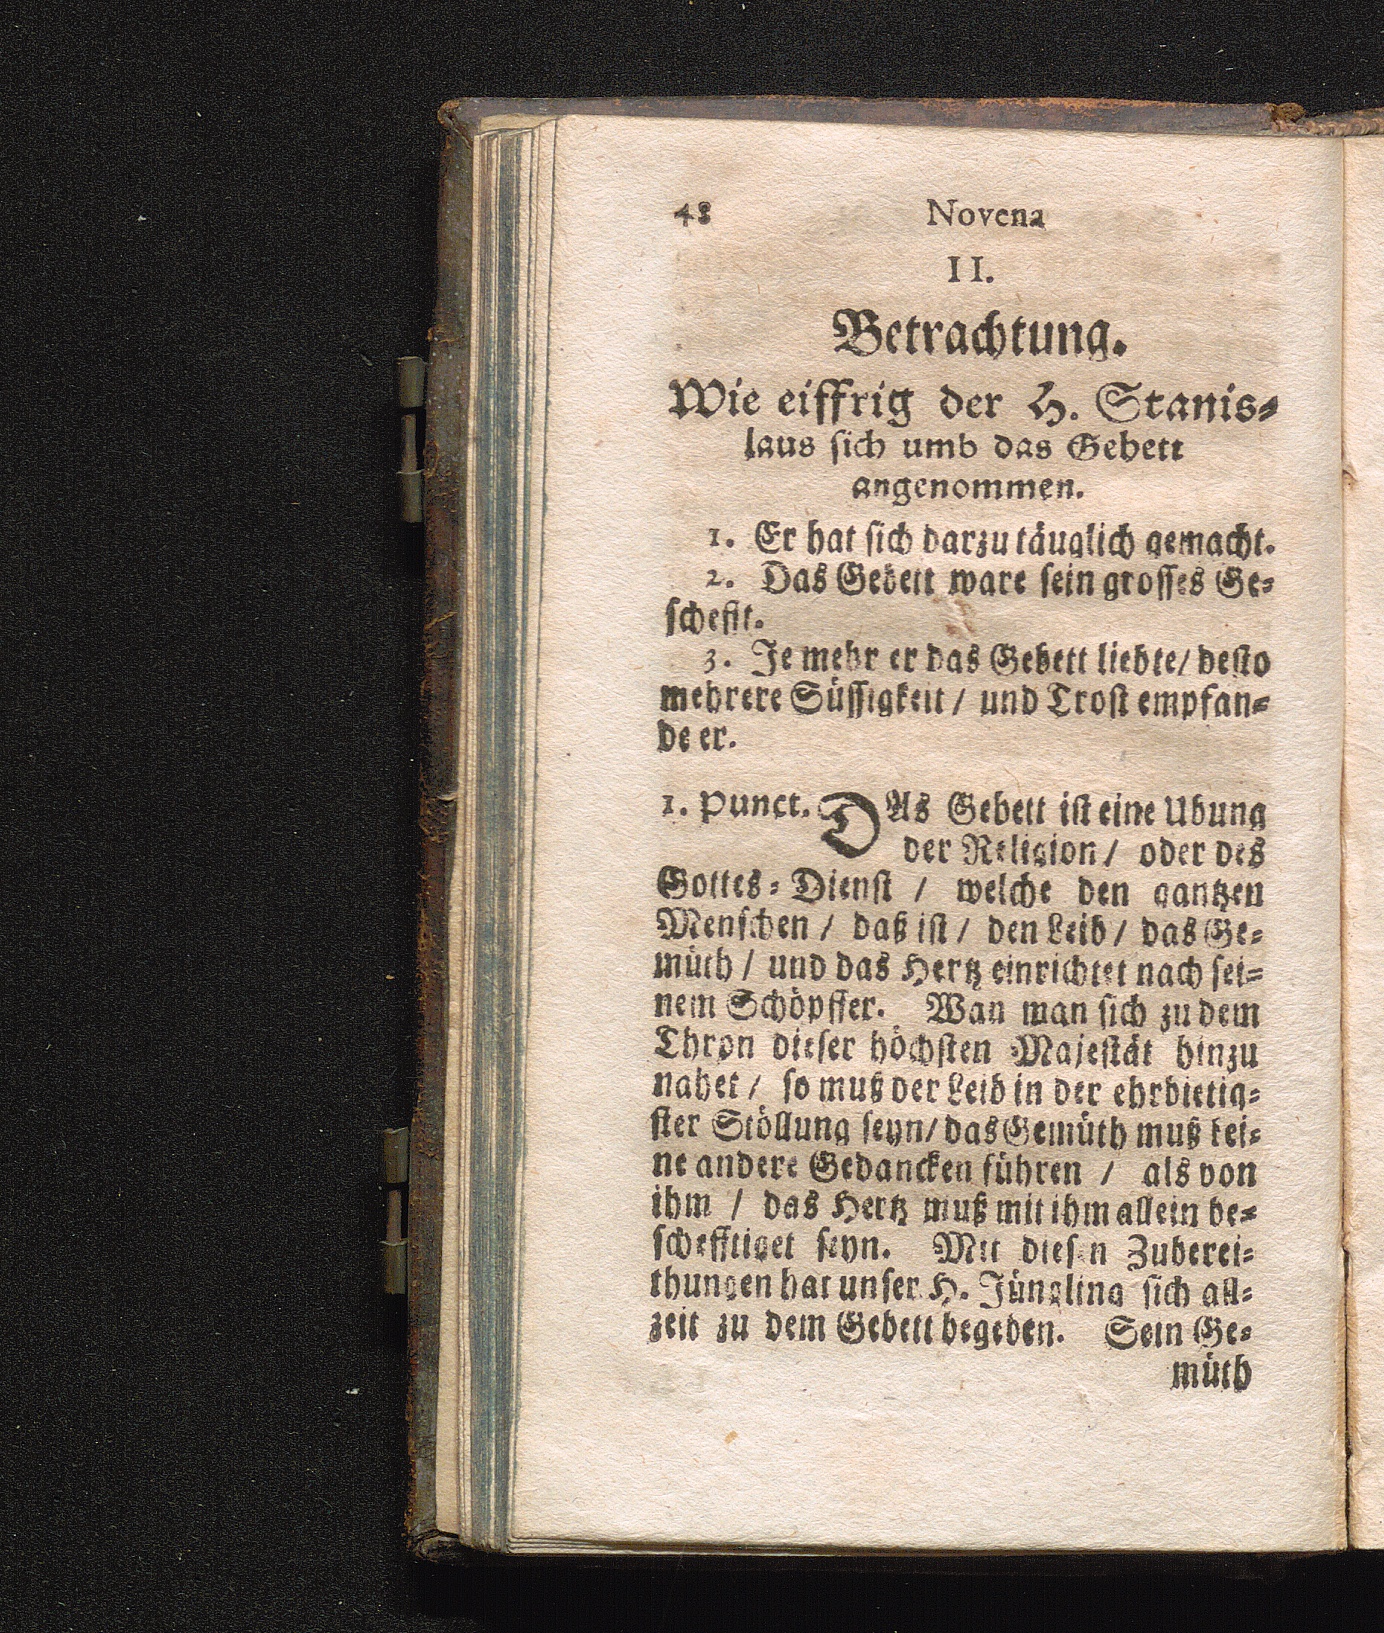 48 Novena
II.
Betrachtung.
Wie eiffrig der H. Stanis-
laus sich umb das Gebett
angenommen.
1. Er hat sich darzu täuglich gemacht.
2. Das Gebett ware sein grosses Ge-
schefft.
3. Je mehr er das Gebett liebte/ desto
mehrere Süssigkeit / und Trost empfan-
de er.
1. Punct. DAs Gebett ist eine Ubung
der Religion / oder des
Gottes-Dienst / welche den gantzen
Menschen / daß ist / den Leib / das Ge-
müth / und das Hertz einrichtet nach sei-
nem Schöpffer. Wan man sich zu dem
Thron dieser höchsten Majestät hinzu
nahet / so muß der Leib in der ehrbietig-
ster Stöllung seyn/ das Gemüth muß kei-
ne andere Gedancken führen / als von
ihm / das Hertz muß mit ihm allein be-
schefftiget seyn. Mit diesen Zuberei-
thungen hat unser H. Jüngling sich all-
zeit zu dem Gebett begeben. Sein Ge-
müth